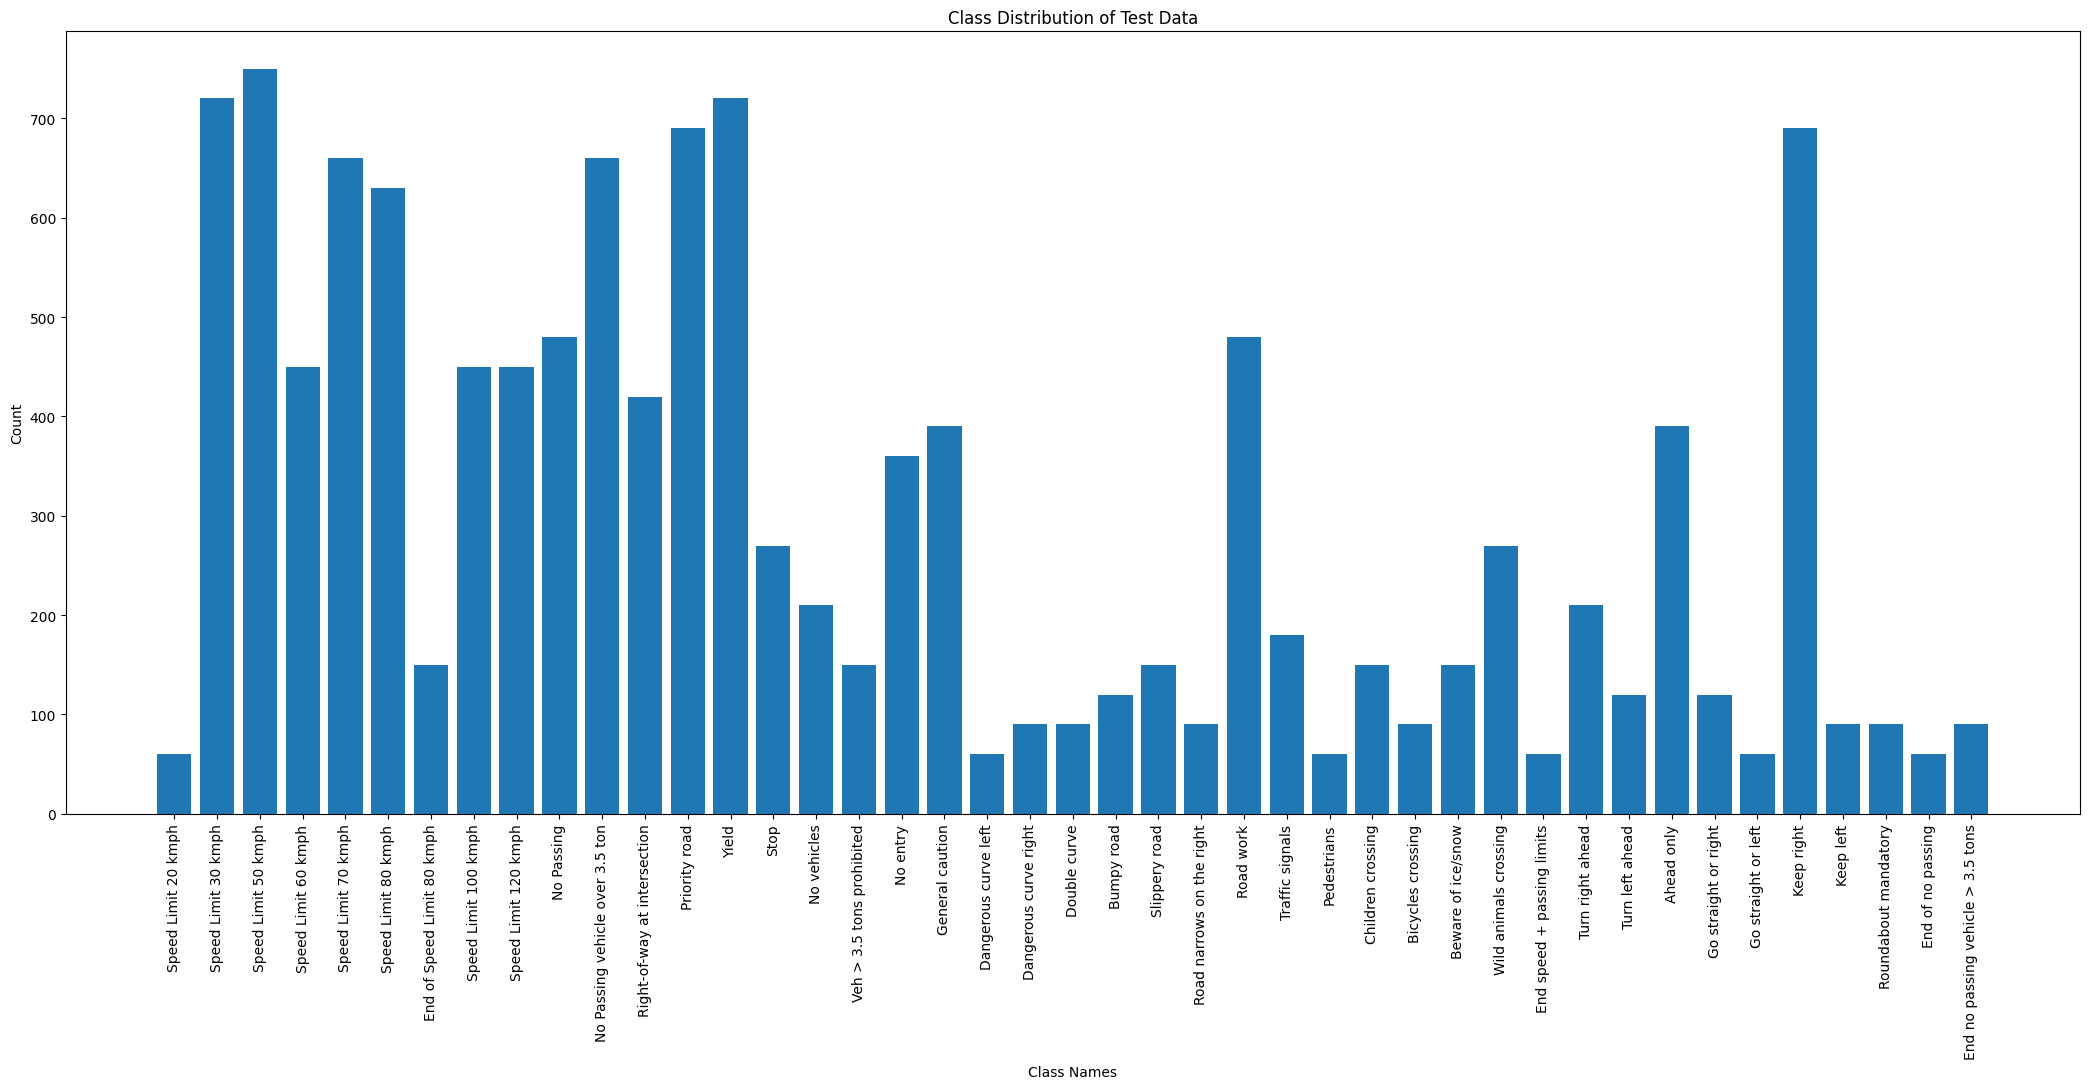 Class Distribution of Test Data
Count
700
600
500
400
300
200
100
0
Speed Limit 20 kmph
Speed Limit 30 kmph
Speed Limit 50 kmph
Speed Limit 60 kmph
Speed Limit 70 kmph
Speed Limit 80 kmph
End of Speed Limit 80 kmph
Speed Limit 100 kmph
Speed Limit 120 kmph
No Passing
No Passing vehicle over 3.5 ton
Right-of-way at intersection
Priority road
Yield
Stop
No vehicles
Veh > 3.5 tons prohibited
No entry
General caution
Dangerous curve left
Dangerous curve right
Double curve
Bumpy road
Slippery road
Road narrows on the right
Road work
Traffic signals
Pedestrians
Children crossing
Bicycles crossing
Beware of ice/snow
Wild animals crossing
End speed + passing limits
Turn right ahead
Turn left ahead
Ahead only
Go straight or right
Go straight or left
Keep right
Keep left
Roundabout mandatory
End of no passing
End no passing vehicle > 3.5 tons
Class Names